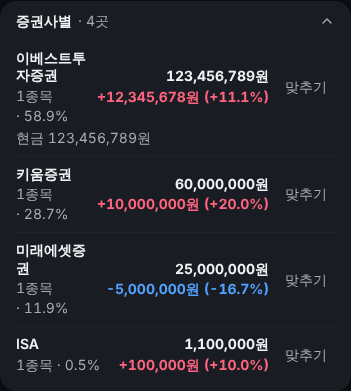 증권사별 · 4곳
이베스트투
자증권
123,456,789원
1종목
+12,345,678원 (+11.1%)
· 58.9%
맞추기
현금 123,456,789원
키움증권
60,000,000원
1종목
+10,000,000원 (+20.0%)
· 28.7%
맞추기
미래에셋증
권
25,000,000원
1종목
-5,000,000원 (-16.7%)
· 11.9%
맞추기
ISA
1,100,000원
1종목 · 0.5%
+100,000원 (+10.0%)
맞추기